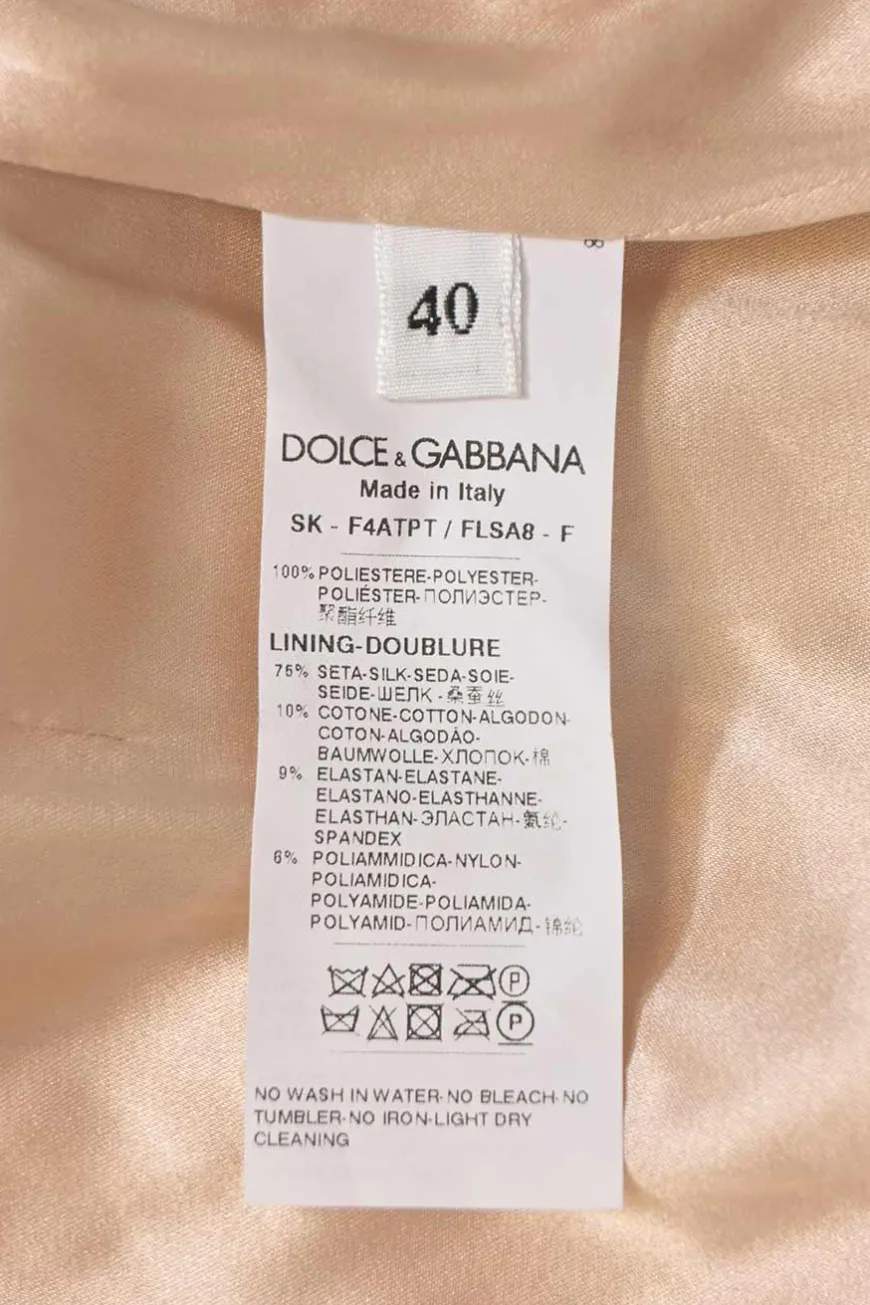 8
40
DOLCE & GABBANA
Made in Italy
SK - F4ATPT / FLSA8 - F
100% POLIESTERE-POLYESTER-
POLIÉSTER-ПОЛИЭСТЕР-
聚酯纤维
LINING-DOUBLURE
75% SETA-SILK-SEDA-SOIE-
SEIDE-ШЕЛК-桑蚕丝
10% COTONE-COTTON-ALGODON-
COTON-ALGODÃO-
BAUMWOLLE-ХЛОПОК-棉
9% ELASTAN-ELASTANE-
ELASTANO-ELASTHANNE-
ELASTHAN-ЭЛАСТАН-氨纶-
SPANDEX
6% POLIAMMIDICA-NYLON-
POLIAMIDICA-
POLYAMIDE-POLIAMIDA-
POLYAMID-ПОЛИАМИД-锦纶
P
P
NO WASH IN WATER-NO BLEACH-NO
TUMBLER-NO IRON-LIGHT DRY
CLEANING